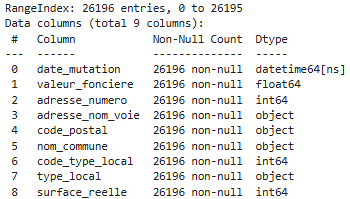 RangeIndex: 26196 entries, 0 to 26195
Data columns (total 9 columns):
 #   Column           Non-Null Count  Dtype
---  ------           --------------  -----
 0   date_mutation    26196 non-null  datetime64[ns]
 1   valeur_fonciere  26196 non-null  float64
 2   adresse_numero   26196 non-null  int64
 3   adresse_nom_voie 26196 non-null  object
 4   code_postal      26196 non-null  object
 5   nom_commune      26196 non-null  object
 6   code_type_local  26196 non-null  int64
 7   type_local       26196 non-null  object
 8   surface_reelle   26196 non-null  int64